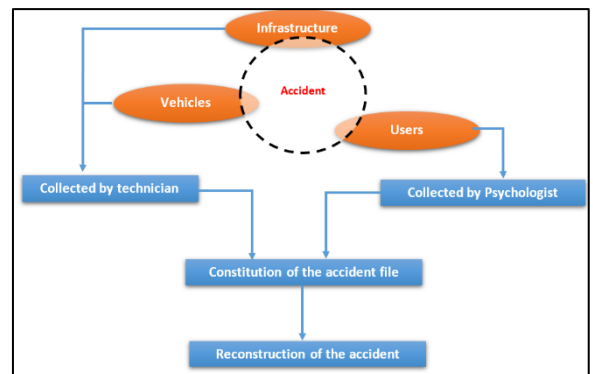 Infrastructure
Accident
Vehicles
Users
Collected by technician
Collected by Psychologist
Constitution of the accident file
Reconstruction of the accident